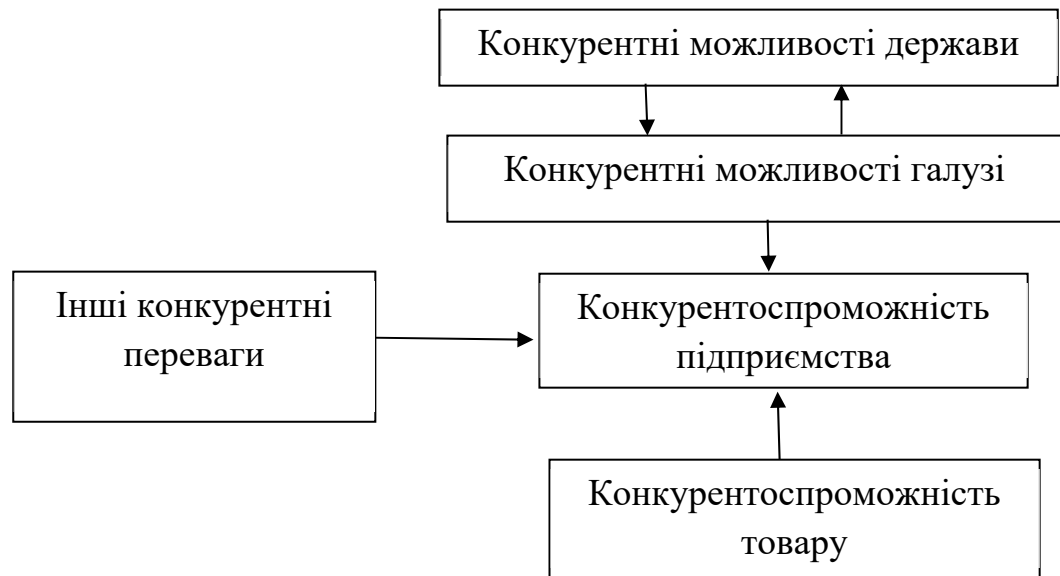 Конкурентні можливості держави
Конкурентні можливості галузі
Інші конкурентні
переваги
Конкурентоспроможність
підприємства
Конкурентоспроможність
товару